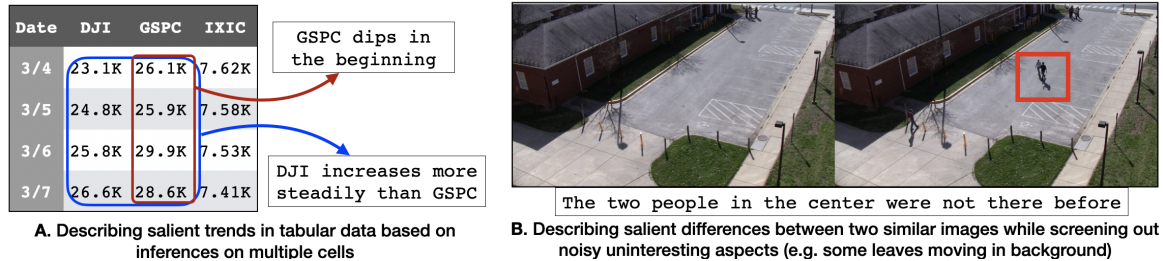 Date DJI GSPC IXIC
3/4 23.1K 26.1K 7.62K
3/5 24.8K 25.9K 7.58K
3/6 25.8K 29.9K 7.53K
3/7 26.6K 28.6K 7.41K
GSPC dips in
the beginning
DJI increases more
steadily than GSPC
A. Describing salient trends in tabular data based on
inferences on multiple cells
The two people in the center were not there before
B. Describing salient differences between two similar images while screening out
noisy uninteresting aspects (e.g. some leaves moving in background)